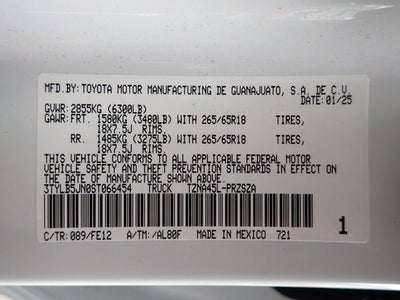 MFD.BY: TOYOTA MOTOR MANUFACTURING DE GUANAJUATO, S.A. DE C.V.
DATE: 01/25
GVWR: 2855KG (6300LB)
GAWR: FRT. 1580KG (3480LB) WITH 265/65R18 TIRES,
18X7.5J RIMS,
RR. 1485KG (3275LB) WITH 265/65R18 TIRES,
18X7.5J RIMS.
THIS VEHICLE CONFORMS TO ALL APPLICABLE FEDERAL MOTOR
VEHICLE SAFETY AND THEFT PREVENTION STANDARDS IN EFFECT ON
THE DATE OF MANUFACTURE SHOWN ABOVE.
3TYLB5JN0ST066454 TRUCK TZNA45L-PRZSZA
1
C/TR: 089/FE12 A/TM: /AL80F MADE IN MEXICO 721